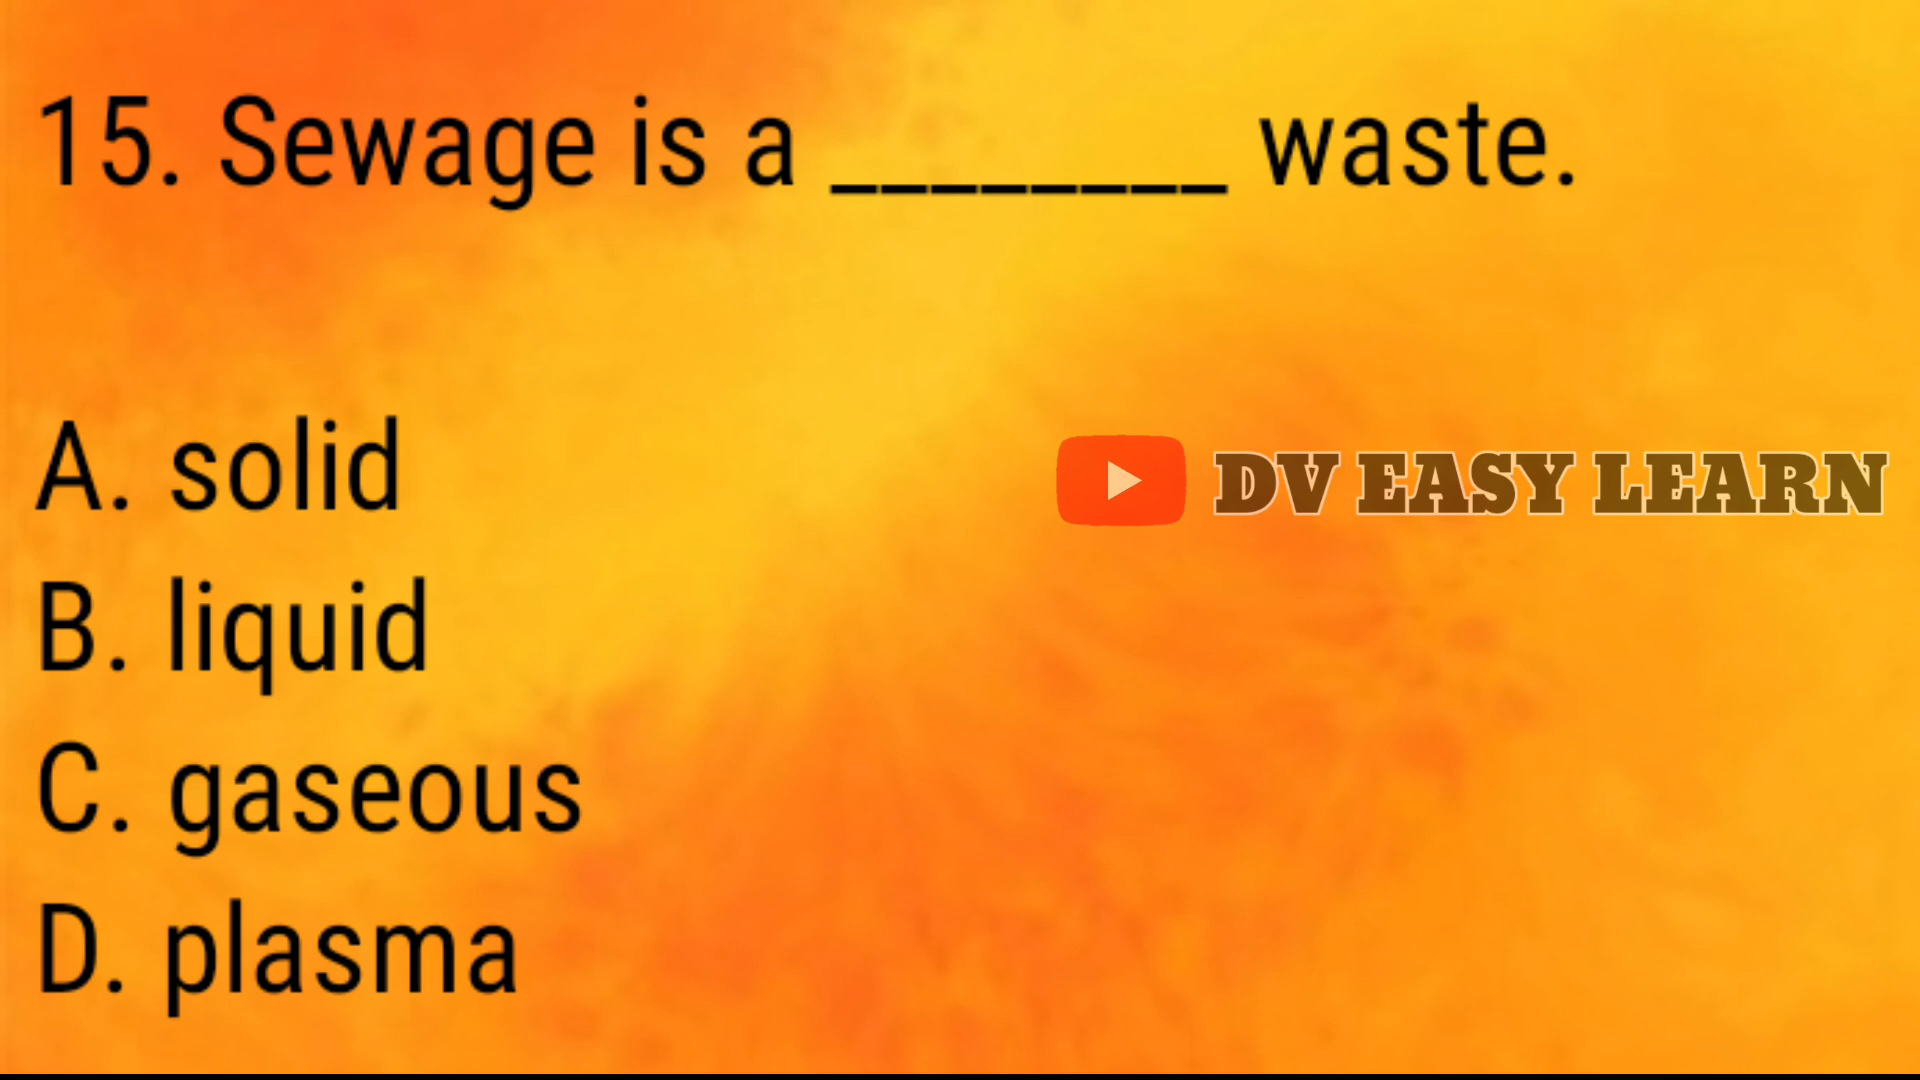 15. Sewage is a ________ waste.
A. solid
DV EASY LEARN
B. liquid
C. gaseous
D. plasma